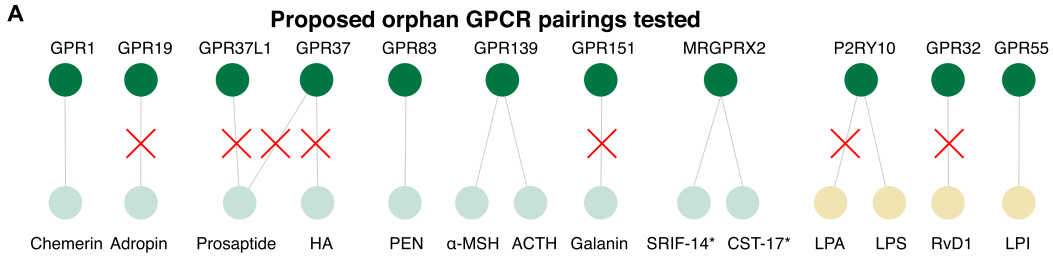 A
Proposed orphan GPCR pairings tested
GPR1 GPR19 GPR37L1 GPR37 GPR83 GPR139 GPR151 MRGPRX2 P2RY10 GPR32 GPR55
Chemerin Adropin Prosaptide HA PEN α-MSH ACTH Galanin SRIF-14* CST-17* LPA LPS RvD1 LPI